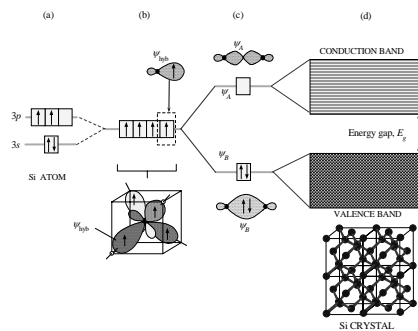 (a) (b) (c) (d)
ψhyb
ψA
CONDUCTION BAND
ψA
3p
3s
Energy gap, Eg
Si ATOM
ψB
ψhyb
ψB
VALENCE BAND
Si CRYSTAL